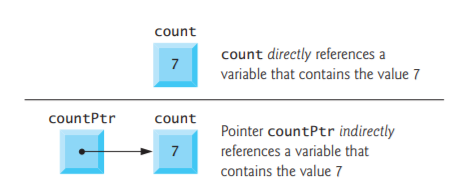 count
7
count directly references a
variable that contains the value 7
countPtr count
7
Pointer countPtr indirectly
references a variable that
contains the value 7